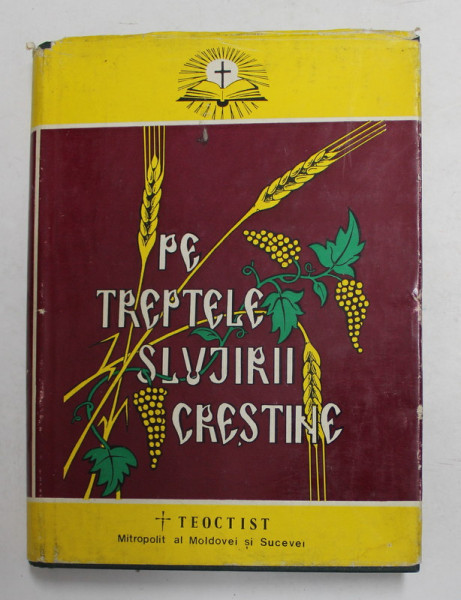 PE
TREPTELE
SLUJIRII
CREȘTINE
† TEOCTIST
Mitropolit al Moldovei și Sucevei